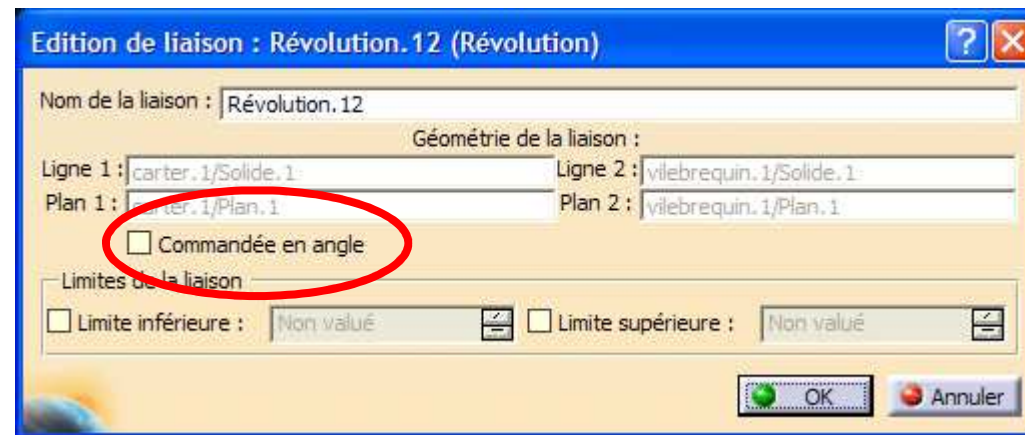 Edition de liaison : Révolution.12 (Révolution)
Nom de la liaison : Révolution.12
Géométrie de la liaison :
Ligne 1 : carter.1/Solide.1 Ligne 2 : vilebrequin.1/Solide.1
Plan 1 : carter.1/Plan.1 Plan 2 : vilebrequin.1/Plan.1
Commandée en angle
Limites de la liaison
Limite inférieure : Non valué Limite supérieure : Non valué
OK Annuler